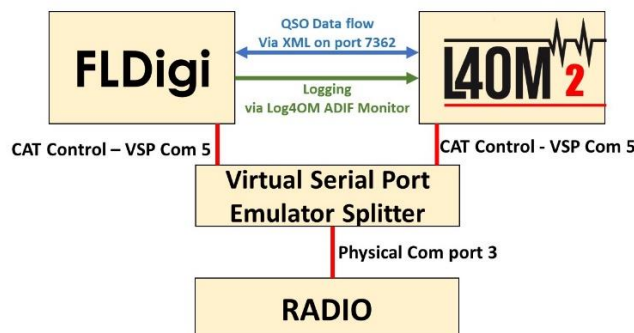 QSO Data flow
Via XML on port 7362
FLDigi
L4OM 2
Logging
via Log4OM ADIF Monitor
CAT Control – VSP Com 5
CAT Control - VSP Com 5
Virtual Serial Port
Emulator Splitter
Physical Com port 3
RADIO